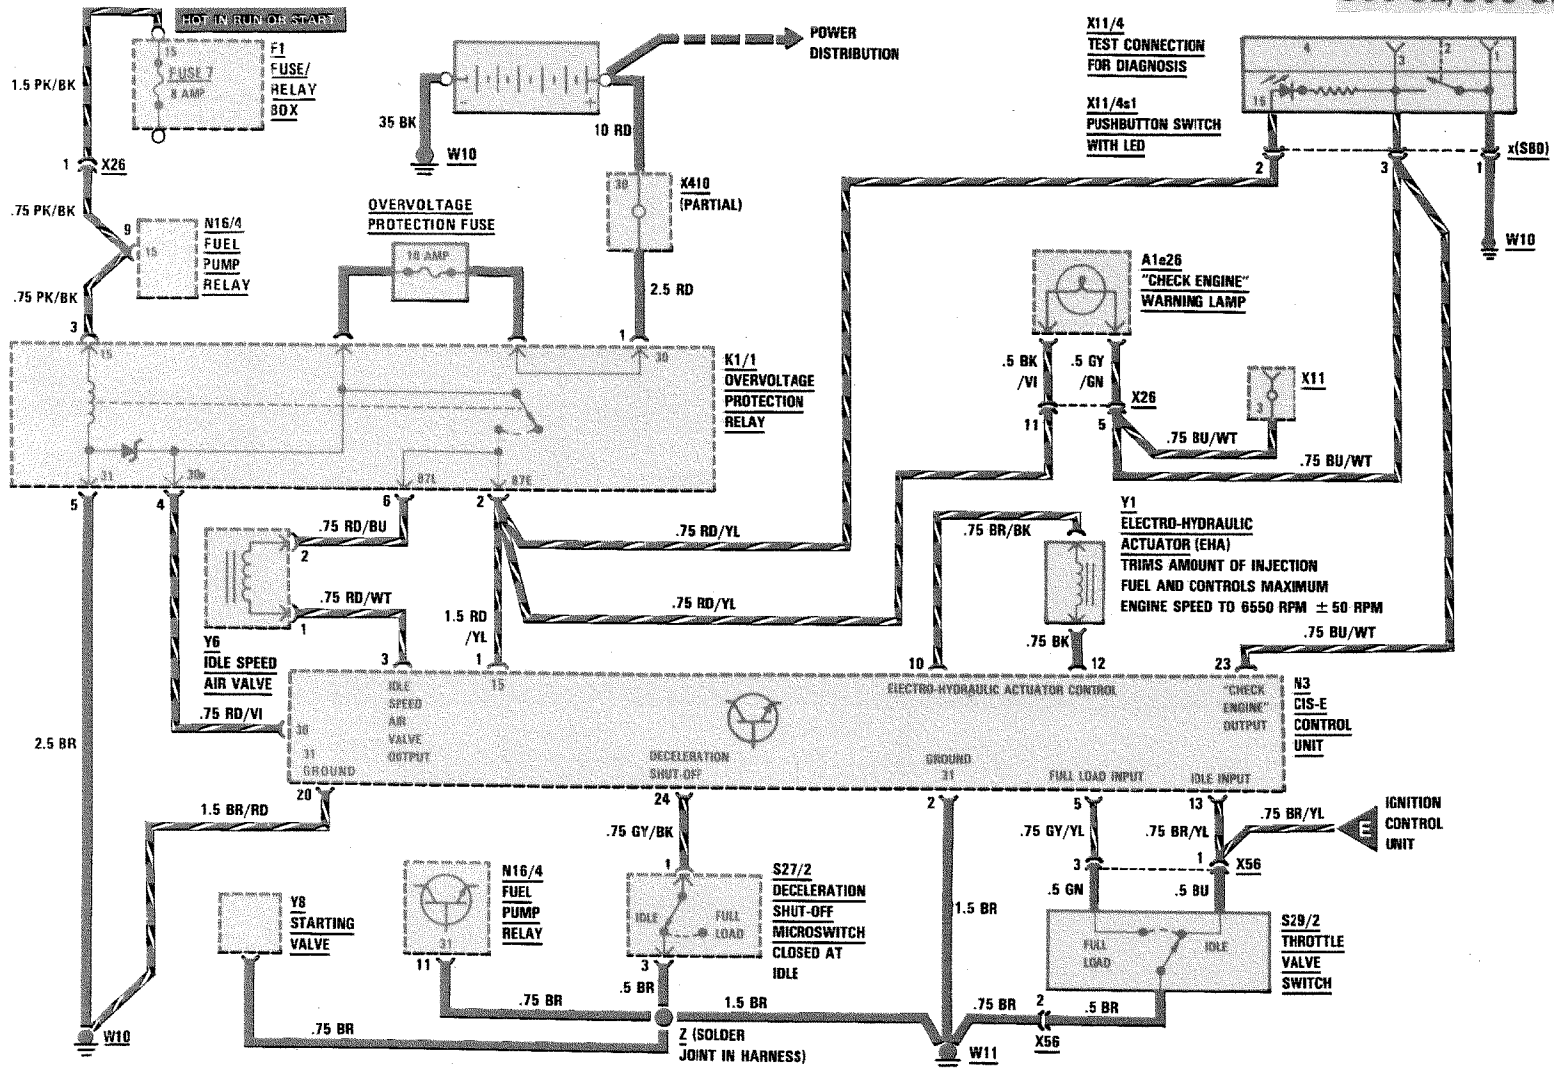 HOT IN RUN OR START
15
FUSE 7
8 AMP
F1
FUSE/
RELAY
BOX
1.5 PK/BK
1
X26
.75 PK/BK
9
15
N16/4
FUEL
PUMP
RELAY
.75 PK/BK
3
35 BK
W10
-
+
10 RD
POWER
DISTRIBUTION
30
X410
(PARTIAL)
2.5 RD
1
OVERVOLTAGE
PROTECTION FUSE
10 AMP
X11/4
TEST CONNECTION
FOR DIAGNOSIS
X11/4s1
PUSHBUTTON SWITCH
WITH LED
4
3
2
1
16
2
3
1
x(SBD)
W10
A1e26
"CHECK ENGINE"
WARNING LAMP
.5 BK
/VI
.5 GY
/GN
11
5
X26
X11
3
.75 BU/WT
.75 BU/WT
15
30
K1/1
OVERVOLTAGE
PROTECTION
RELAY
31
30a
87L
87E
5
4
6
2
.75 RD/BU
2
.75 RD/WT
1
Y6
IDLE SPEED
AIR VALVE
.75 RD/YL
.75 RD/YL
1.5 RD
/YL
.75 BR/BK
Y1
ELECTRO-HYDRAULIC
ACTUATOR (EHA)
TRIMS AMOUNT OF INJECTION
FUEL AND CONTROLS MAXIMUM
ENGINE SPEED TO 6550 RPM ± 50 RPM
.75 BK
.75 BU/WT
3
1
10
12
23
.75 RD/VI
30
31
GROUND
IDLE
SPEED
AIR
VALVE
OUTPUT
15
DECELERATION
SHUT-OFF
ELECTRO-HYDRAULIC ACTUATOR CONTROL
GROUND
31
FULL LOAD INPUT
IDLE INPUT
"CHECK
ENGINE"
OUTPUT
N3
CIS-E
CONTROL
UNIT
2.5 BR
20
24
2
5
13
1.5 BR/RD
.75 GY/BK
.75 GY/YL
.75 BR/YL
.75 BR/YL
E
IGNITION
CONTROL
UNIT
3
1
X56
.5 GN
.5 BU
FULL
LOAD
IDLE
S29/2
THROTTLE
VALVE
SWITCH
Y8
STARTING
VALVE
31
N16/4
FUEL
PUMP
RELAY
11
1
IDLE
FULL
LOAD
S27/2
DECELERATION
SHUT-OFF
MICROSWITCH
CLOSED AT
IDLE
3
.5 BR
1.5 BR
.75 BR
1.5 BR
.75 BR
2
.5 BR
X56
.75 BR
Z (SOLDER
JOINT IN HARNESS)
W10
W11